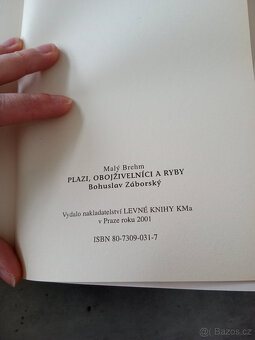 Malý Brehm
PLAZI, OBOJŽIVELNÍCI A RYBY
Bohuslav Záborský
Vydalo nakladatelství LEVNÉ KNIHY KMa
v Praze roku 2001
ISBN 80-7309-031-7
sbazos.cz